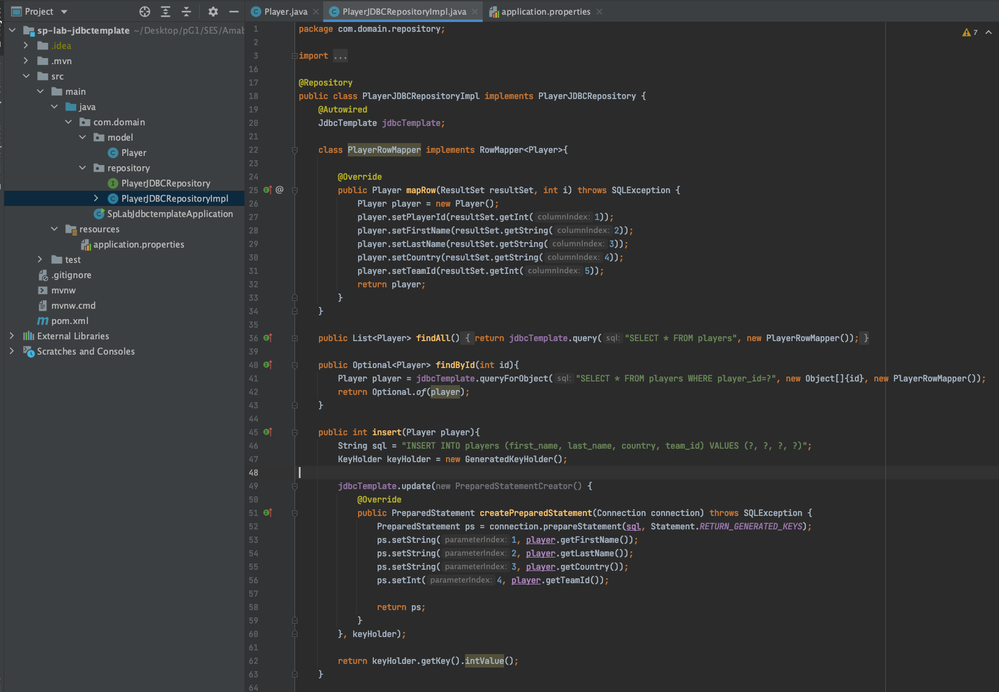 Project
sp-lab-jdbctemplate ~/Desktop/pG1/SES/Amab
.idea
.mvn
src
main
java
com.domain
model
Player
repository
PlayerJDBCRepository
PlayerJDBCRepositoryImpl
SpLabJdbctemplateApplication
resources
application.properties
test
.gitignore
mvnw
mvnw.cmd
m pom.xml
External Libraries
Scratches and Consoles
Player.java PlayerJDBCRepositoryImpl.java application.properties
7
1 package com.domain.repository;
2
3 import ...
16
17 @Repository
18 public class PlayerJDBCRepositoryImpl implements PlayerJDBCRepository {
19 @Autowired
20 JdbcTemplate jdbcTemplate;
21
22 class PlayerRowMapper implements RowMapper<Player>{
23
24 @Override
25 @ public Player mapRow(ResultSet resultSet, int i) throws SQLException {
26 Player player = new Player();
27 player.setPlayerId(resultSet.getInt( columnIndex: 1));
28 player.setFirstName(resultSet.getString( columnIndex: 2));
29 player.setLastName(resultSet.getString( columnIndex: 3));
30 player.setCountry(resultSet.getString( columnIndex: 4));
31 player.setTeamId(resultSet.getInt( columnIndex: 5));
32 return player;
33 }
34 }
35
36 public List<Player> findAll() { return jdbcTemplate.query( sql: "SELECT * FROM players", new PlayerRowMapper()); }
39
40 public Optional<Player> findById(int id){
41 Player player = jdbcTemplate.queryForObject( sql: "SELECT * FROM players WHERE player_id=?", new Object[]{id}, new PlayerRowMapper());
42 return Optional.of(player);
43 }
44
45 public int insert(Player player){
46 String sql = "INSERT INTO players (first_name, last_name, country, team_id) VALUES (?, ?, ?, ?)";
47 KeyHolder keyHolder = new GeneratedKeyHolder();
48
49 jdbcTemplate.update(new PreparedStatementCreator() {
50 @Override
51 public PreparedStatement createPreparedStatement(Connection connection) throws SQLException {
52 PreparedStatement ps = connection.prepareStatement(sql, Statement.RETURN_GENERATED_KEYS);
53 ps.setString( parameterIndex: 1, player.getFirstName());
54 ps.setString( parameterIndex: 2, player.getLastName());
55 ps.setString( parameterIndex: 3, player.getCountry());
56 ps.setInt( parameterIndex: 4, player.getTeamId());
57
58 return ps;
59 }
60 }, keyHolder);
61
62 return keyHolder.getKey().intValue();
63 }
64